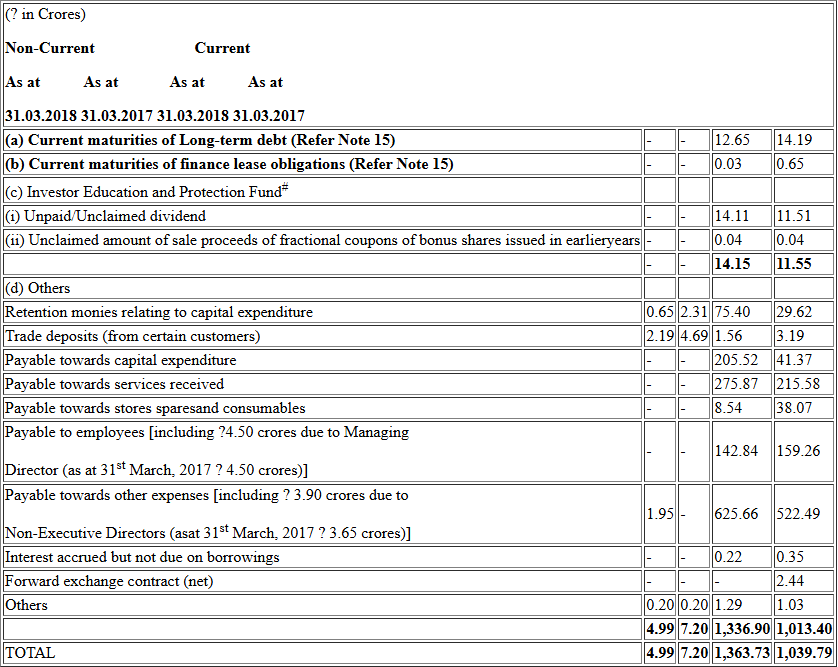 (? in Crores)
Non-Current Current
As at As at As at As at
31.03.2018 31.03.2017 31.03.2018 31.03.2017
(a) Current maturities of Long-term debt (Refer Note 15) - - 12.65 14.19
(b) Current maturities of finance lease obligations (Refer Note 15) - - 0.03 0.65
(c) Investor Education and Protection Fund#
(i) Unpaid/Unclaimed dividend - - 14.11 11.51
(ii) Unclaimed amount of sale proceeds of fractional coupons of bonus shares issued in earlieryears - - 0.04 0.04
- - 14.15 11.55
(d) Others
Retention monies relating to capital expenditure 0.65 2.31 75.40 29.62
Trade deposits (from certain customers) 2.19 4.69 1.56 3.19
Payable towards capital expenditure - - 205.52 41.37
Payable towards services received - - 275.87 215.58
Payable towards stores sparesand consumables - - 8.54 38.07
Payable to employees [including ?4.50 crores due to Managing
Director (as at 31st March, 2017 ? 4.50 crores)] - - 142.84 159.26
Payable towards other expenses [including ? 3.90 crores due to
Non-Executive Directors (asat 31st March, 2017 ? 3.65 crores)] 1.95 - 625.66 522.49
Interest accrued but not due on borrowings - - 0.22 0.35
Forward exchange contract (net) - - - 2.44
Others 0.20 0.20 1.29 1.03
4.99 7.20 1,336.90 1,013.40
TOTAL 4.99 7.20 1,363.73 1,039.79